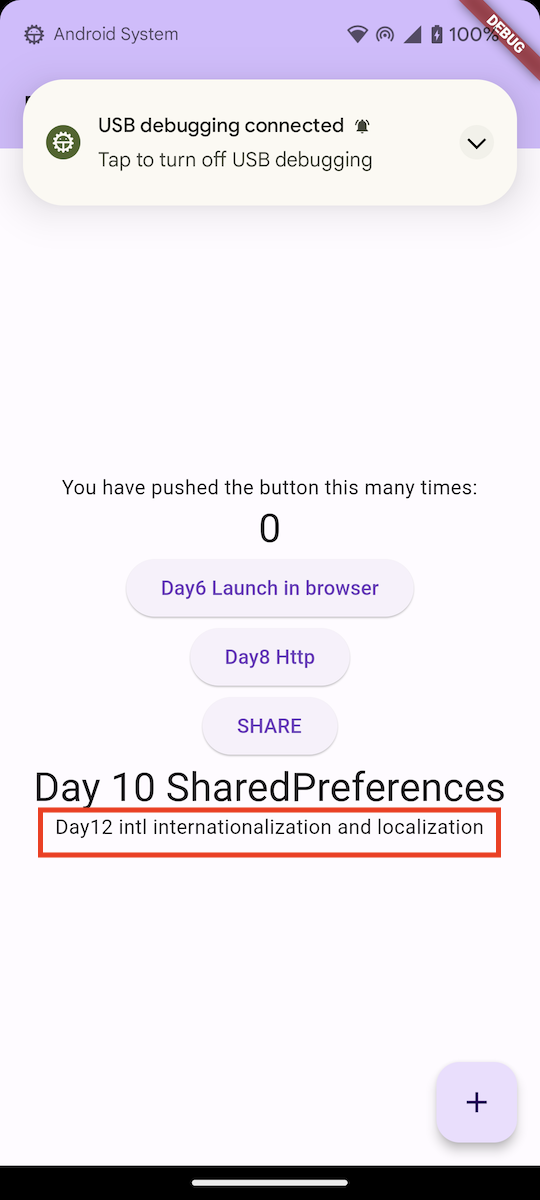 Android System
100%
DEBUG
USB debugging connected
Tap to turn off USB debugging
You have pushed the button this many times:
0
Day6 Launch in browser
Day8 Http
SHARE
Day 10 SharedPreferences
Day12 intl internationalization and localization
+